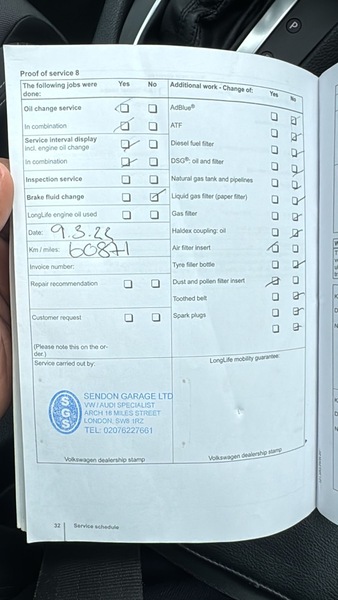 Proof of service 8
The following jobs were done: Yes No
Additional work - Change of: Yes No
Oil change service
In combination
Service interval display incl. engine oil change
In combination
Inspection service
Brake fluid change
LongLife engine oil used
Date: 9.3.23
Km / miles: 60871
Invoice number:
Repair recommendation
Customer request
(Please note this on the or-
der.)
AdBlue®
ATF
Diesel fuel filter
DSG®: oil and filter
Natural gas tank and pipelines
Liquid gas filter (paper filter)
Gas filter
Haldex coupling: oil
Air filter insert
Tyre filler bottle
Dust and pollen filter insert
Toothed belt
Spark plugs
Service carried out by:
LongLife mobility guarantee:
SGS
SENDON GARAGE LTD
VW / AUDI SPECIALIST
ARCH 16 MILES STREET
LONDON, SW8 1RZ
TEL: 02076227661
Volkswagen dealership stamp
Volkswagen dealership stamp
32 Service schedule
P